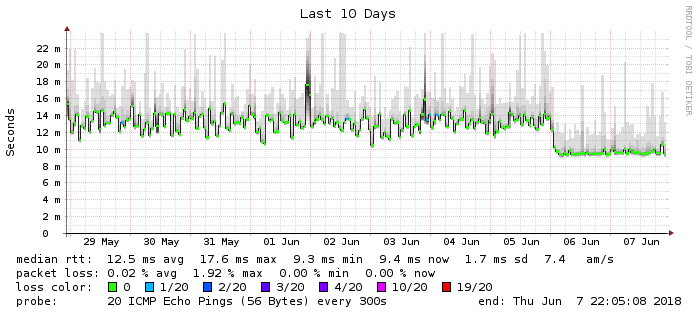 Last 10 Days
RRDTOOL / TOBI OETIKER
Seconds
22 m
20 m
18 m
16 m
14 m
12 m
10 m
8 m
6 m
4 m
2 m
0
29 May 30 May 31 May 01 Jun 02 Jun 03 Jun 04 Jun 05 Jun 06 Jun 07 Jun
median rtt: 12.5 ms avg 17.6 ms max 9.3 ms min 9.4 ms now 1.7 ms sd 7.4 am/s
packet loss: 0.02 % avg 1.92 % max 0.00 % min 0.00 % now
loss color: 0 1/20 2/20 3/20 4/20 10/20 19/20
probe: 20 ICMP Echo Pings (56 Bytes) every 300s end: Thu Jun 7 22:05:08 2018